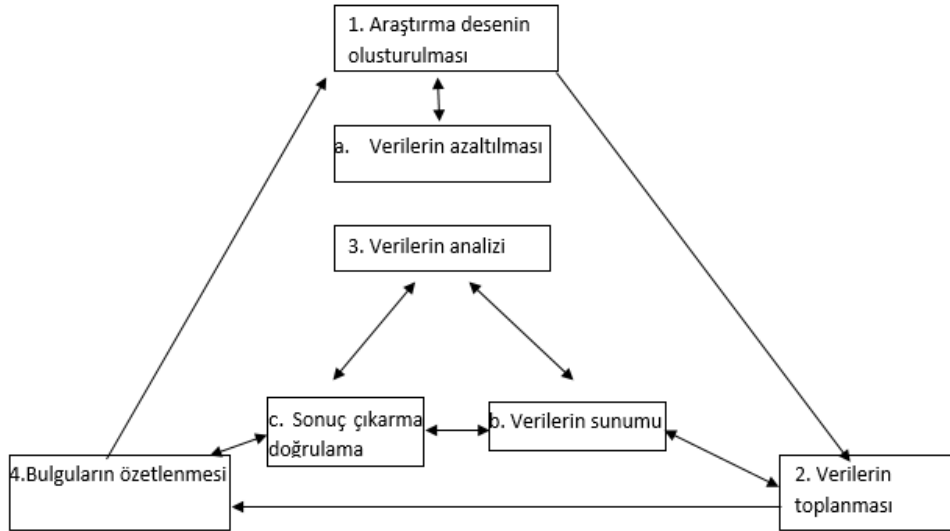 1. Araştırma desenin
olusturulması
a. Verilerin azaltılması
3. Verilerin analizi
c. Sonuç çıkarma
doğrulama
b. Verilerin sunumu
4.Bulguların özetlenmesi
2. Verilerin
toplanması